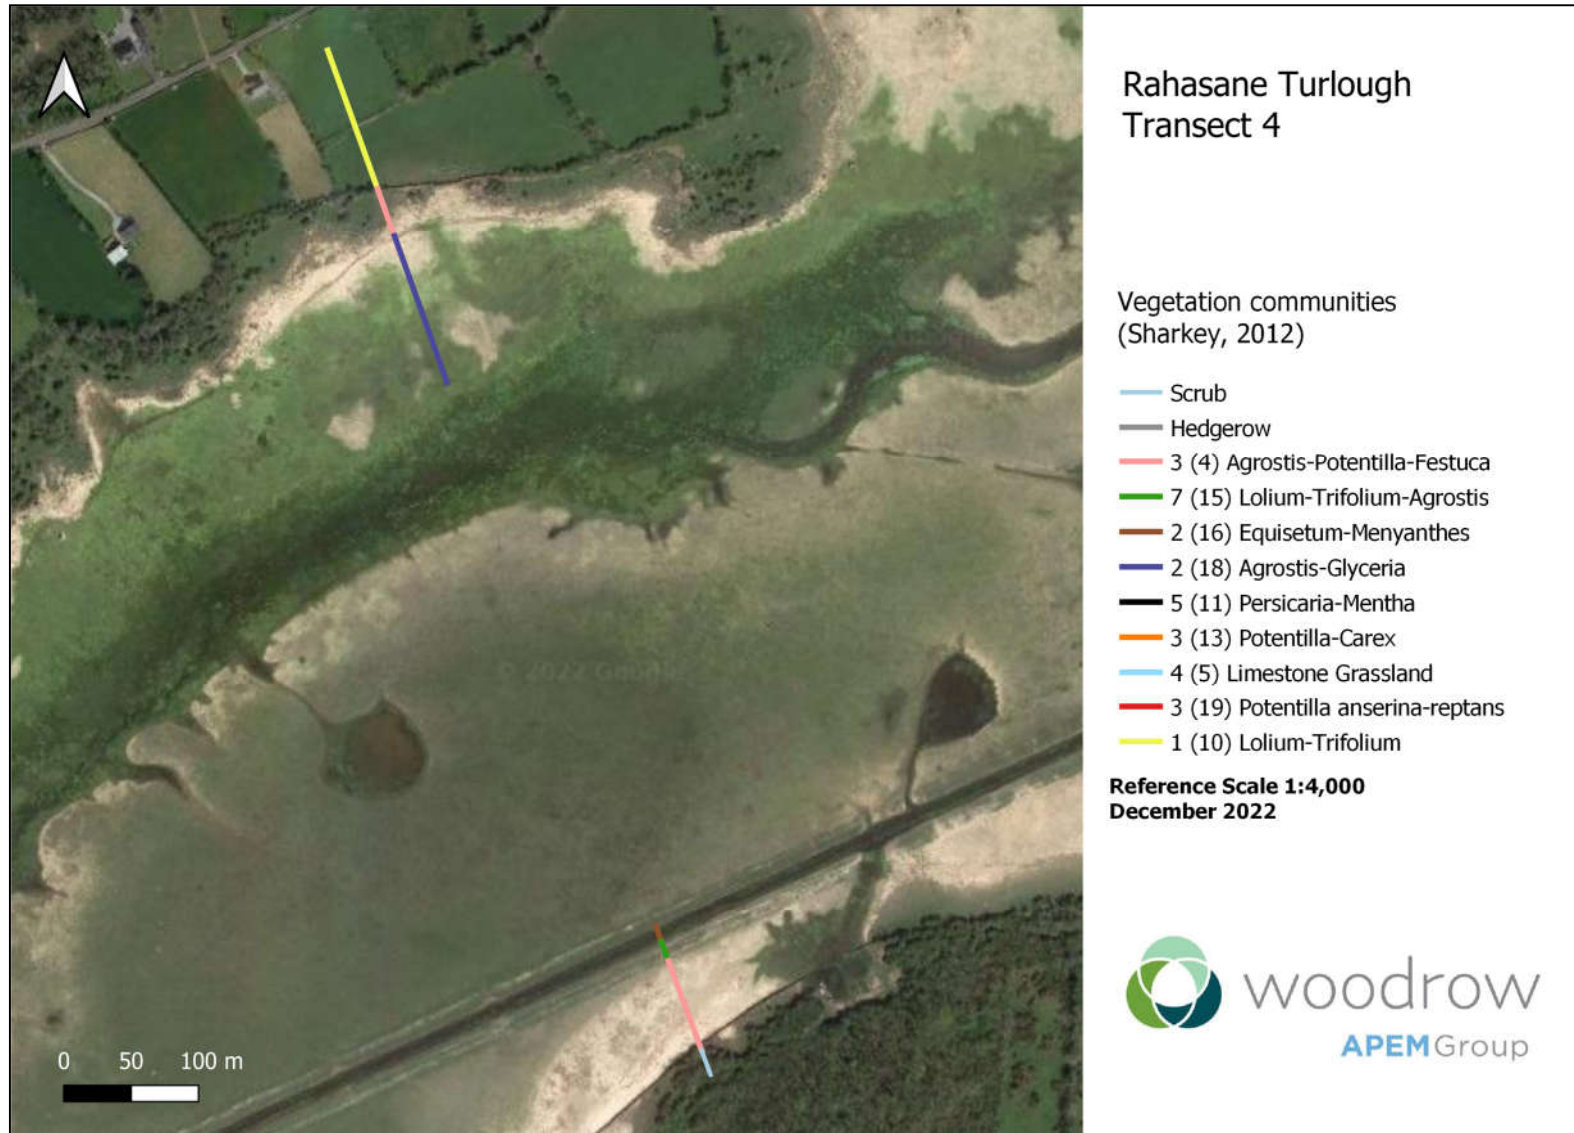 Rahasane Turlough
Transect 4
Vegetation communities
(Sharkey, 2012)
Scrub
Hedgerow
3 (4) Agrostis-Potentilla-Festuca
7 (15) Lolium-Trifolium-Agrostis
2 (16) Equisetum-Menyanthes
2 (18) Agrostis-Glyceria
5 (11) Persicaria-Mentha
3 (13) Potentilla-Carex
4 (5) Limestone Grassland
3 (19) Potentilla anserina-reptans
1 (10) Lolium-Trifolium
Reference Scale 1:4,000
December 2022
woodrow
APEM Group
0 50 100 m